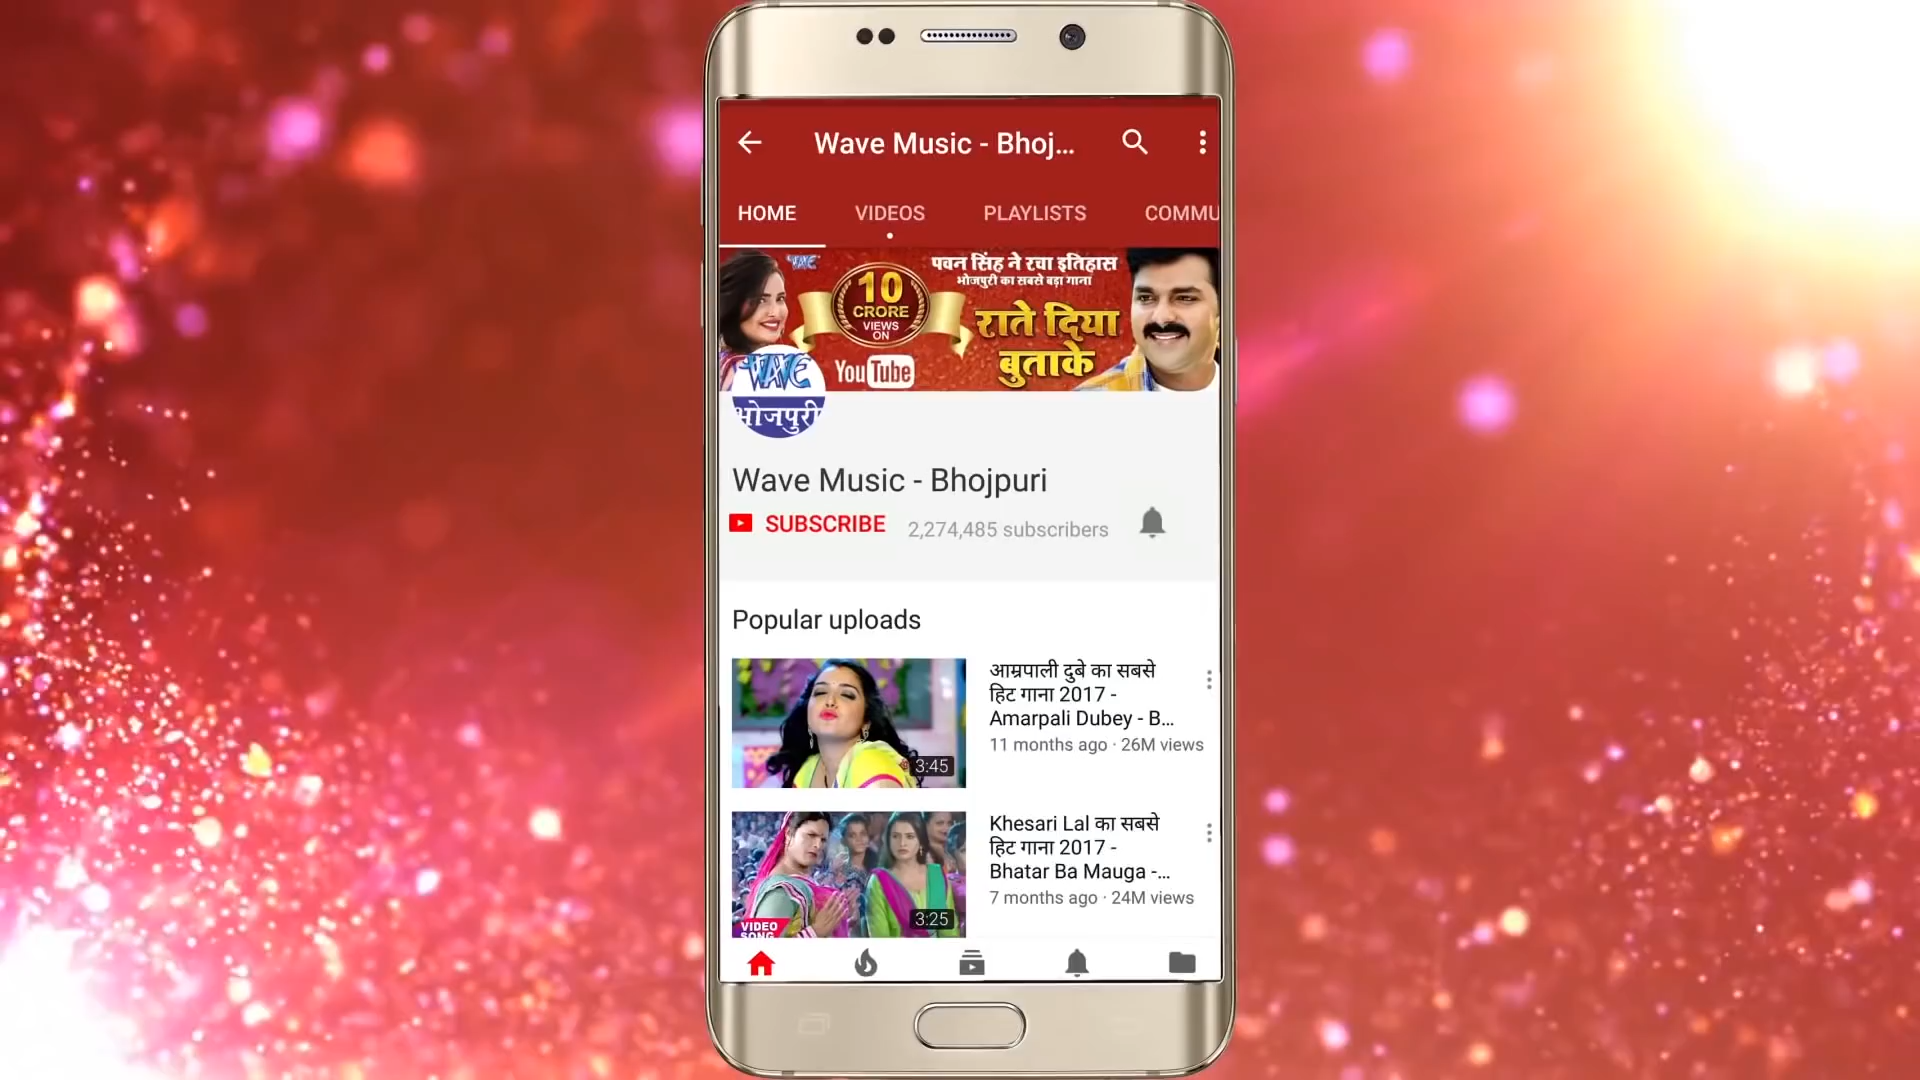 Wave Music - Bhoj...
HOME VIDEOS PLAYLISTS COMMU
WAVE
पवन सिंह ने रचा इतिहास
भोजपुरी का सबसे बड़ा गाना
10
CRORE
VIEWS
ON
YouTube
राते दिया
बुताके
WAVE
भोजपुरी
Wave Music - Bhojpuri
SUBSCRIBE 2,274,485 subscribers
Popular uploads
आम्रपाली दुबे का सबसे
हिट गाना 2017 -
Amarpali Dubey - B...
11 months ago · 26M views
3:45
Khesari Lal का सबसे
हिट गाना 2017 -
Bhatar Ba Mauga -...
7 months ago · 24M views
3:25
VIDEO
SONG